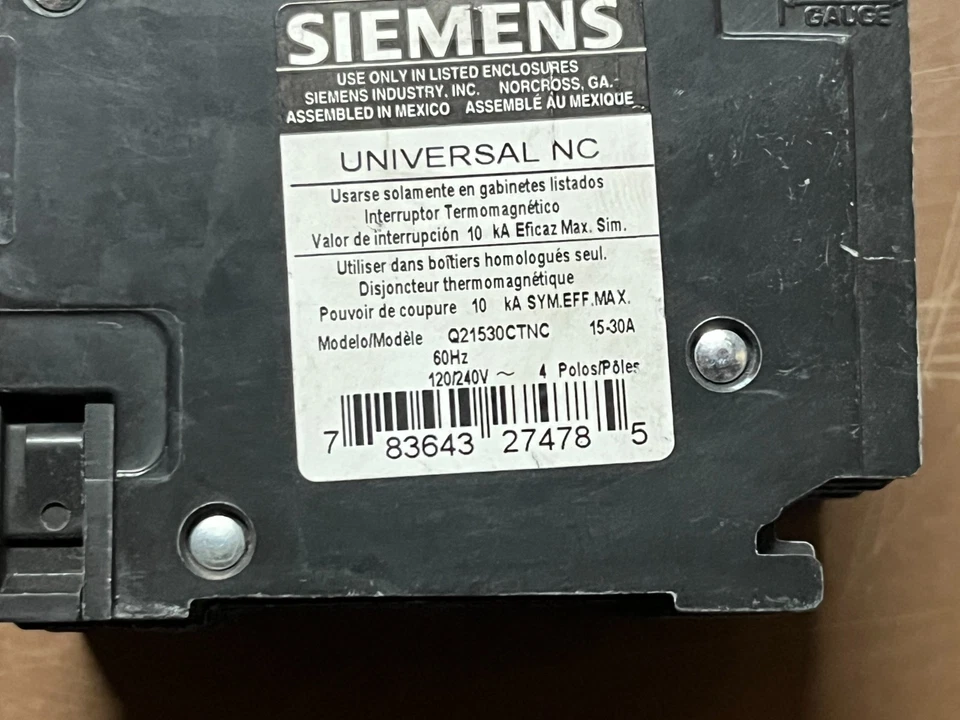 GAUGE
SIEMENS
USE ONLY IN LISTED ENCLOSURES
SIEMENS INDUSTRY, INC. NORCROSS, GA.
ASSEMBLED IN MEXICO ASSEMBLÉ AU MEXIQUE
UNIVERSAL NC
Usarse solamente en gabinetes listados
Interruptor Termomagnético
Valor de interrupción 10 kA Eficaz Max. Sim.
Utiliser dans boîtiers homologués seul.
Disjoncteur thermomagnétique
Pouvoir de coupure 10 kA SYM.EFF.MAX.
Modelo/Modèle Q21530CTNC 15-30A
60Hz
120/240V ~ 4 Polos/Pôles
7 83643 27478 5